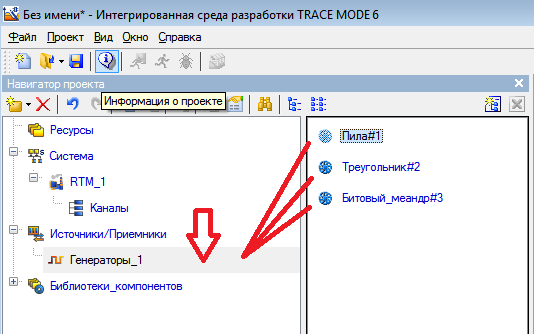 Без имени* - Интегрированная среда разработки TRACE MODE 6
Файл Проект Вид Окно Справка
Информация о проекте
Навигатор проекта
Ресурсы
Система
RTM_1
Каналы
Источники/Приемники
Генераторы_1
Библиотеки_компонентов
Пила#1
Треугольник#2
Битовый_меандр#3